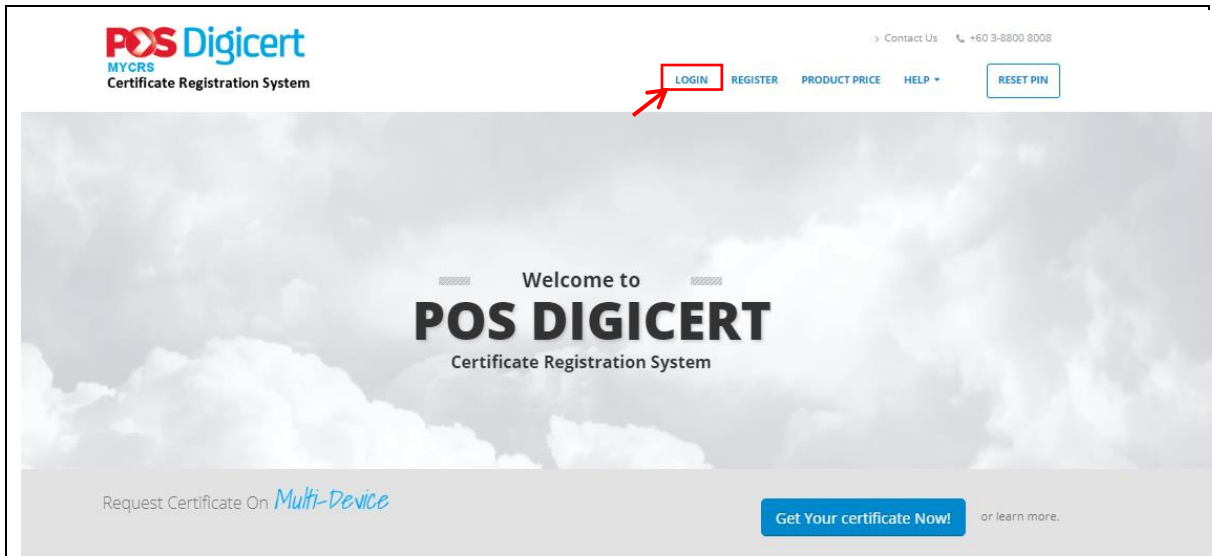 POS Digicert
MYCRS
Certificate Registration System
> Contact Us +60 3-8800 8008
LOGIN REGISTER PRODUCT PRICE HELP RESET PIN
Welcome to
POS DIGICERT
Certificate Registration System
Request Certificate On Multi-Device
Get Your certificate Now! or learn more.